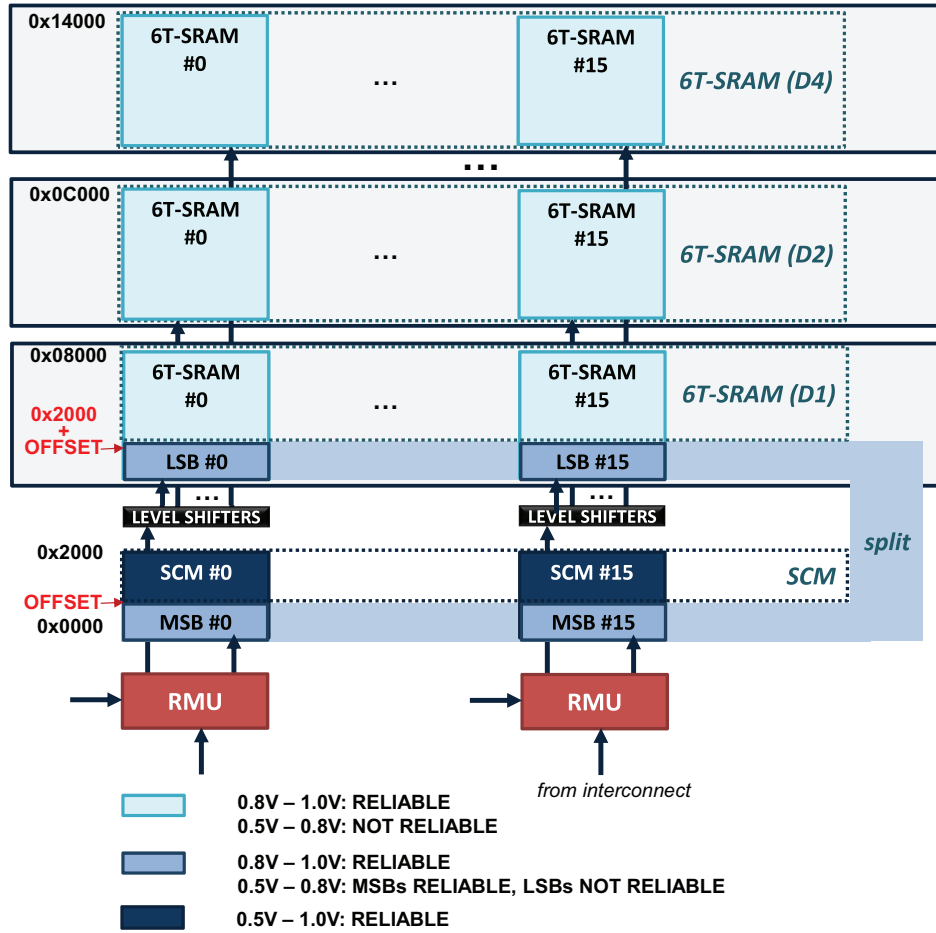 0x14000
6T-SRAM
#0
...
6T-SRAM
#15
6T-SRAM (D4)
...
0x0C000
6T-SRAM
#0
...
6T-SRAM
#15
6T-SRAM (D2)
0x08000
6T-SRAM
#0
...
6T-SRAM
#15
6T-SRAM (D1)
0x2000
+
OFFSET
LSB #0
LSB #15
...
...
LEVEL SHIFTERS
LEVEL SHIFTERS
split
0x2000
SCM #0
SCM #15
SCM
OFFSET
0x0000
MSB #0
MSB #15
RMU
RMU
from interconnect
0.8V – 1.0V: RELIABLE
0.5V – 0.8V: NOT RELIABLE
0.8V – 1.0V: RELIABLE
0.5V – 0.8V: MSBs RELIABLE, LSBs NOT RELIABLE
0.5V – 1.0V: RELIABLE